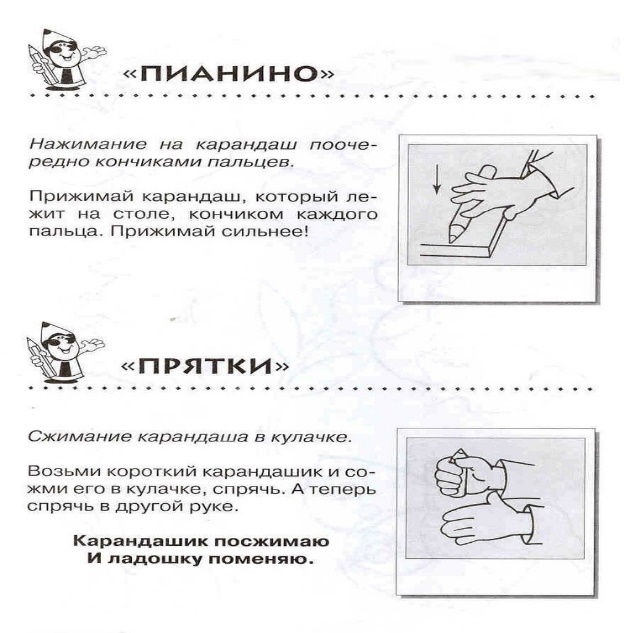 «ПИАНИНО»
Нажимание на карандаш пооче-
редно кончиками пальцев.
Прижимай карандаш, который ле-
жит на столе, кончиком каждого
пальца. Прижимай сильнее!
«ПРЯТКИ»
Сжимание карандаша в кулачке.
Возьми короткий карандашик и со-
жми его в кулачке, спрячь. А теперь
спрячь в другой руке.
Карандашик посжимаю
И ладошку поменяю.